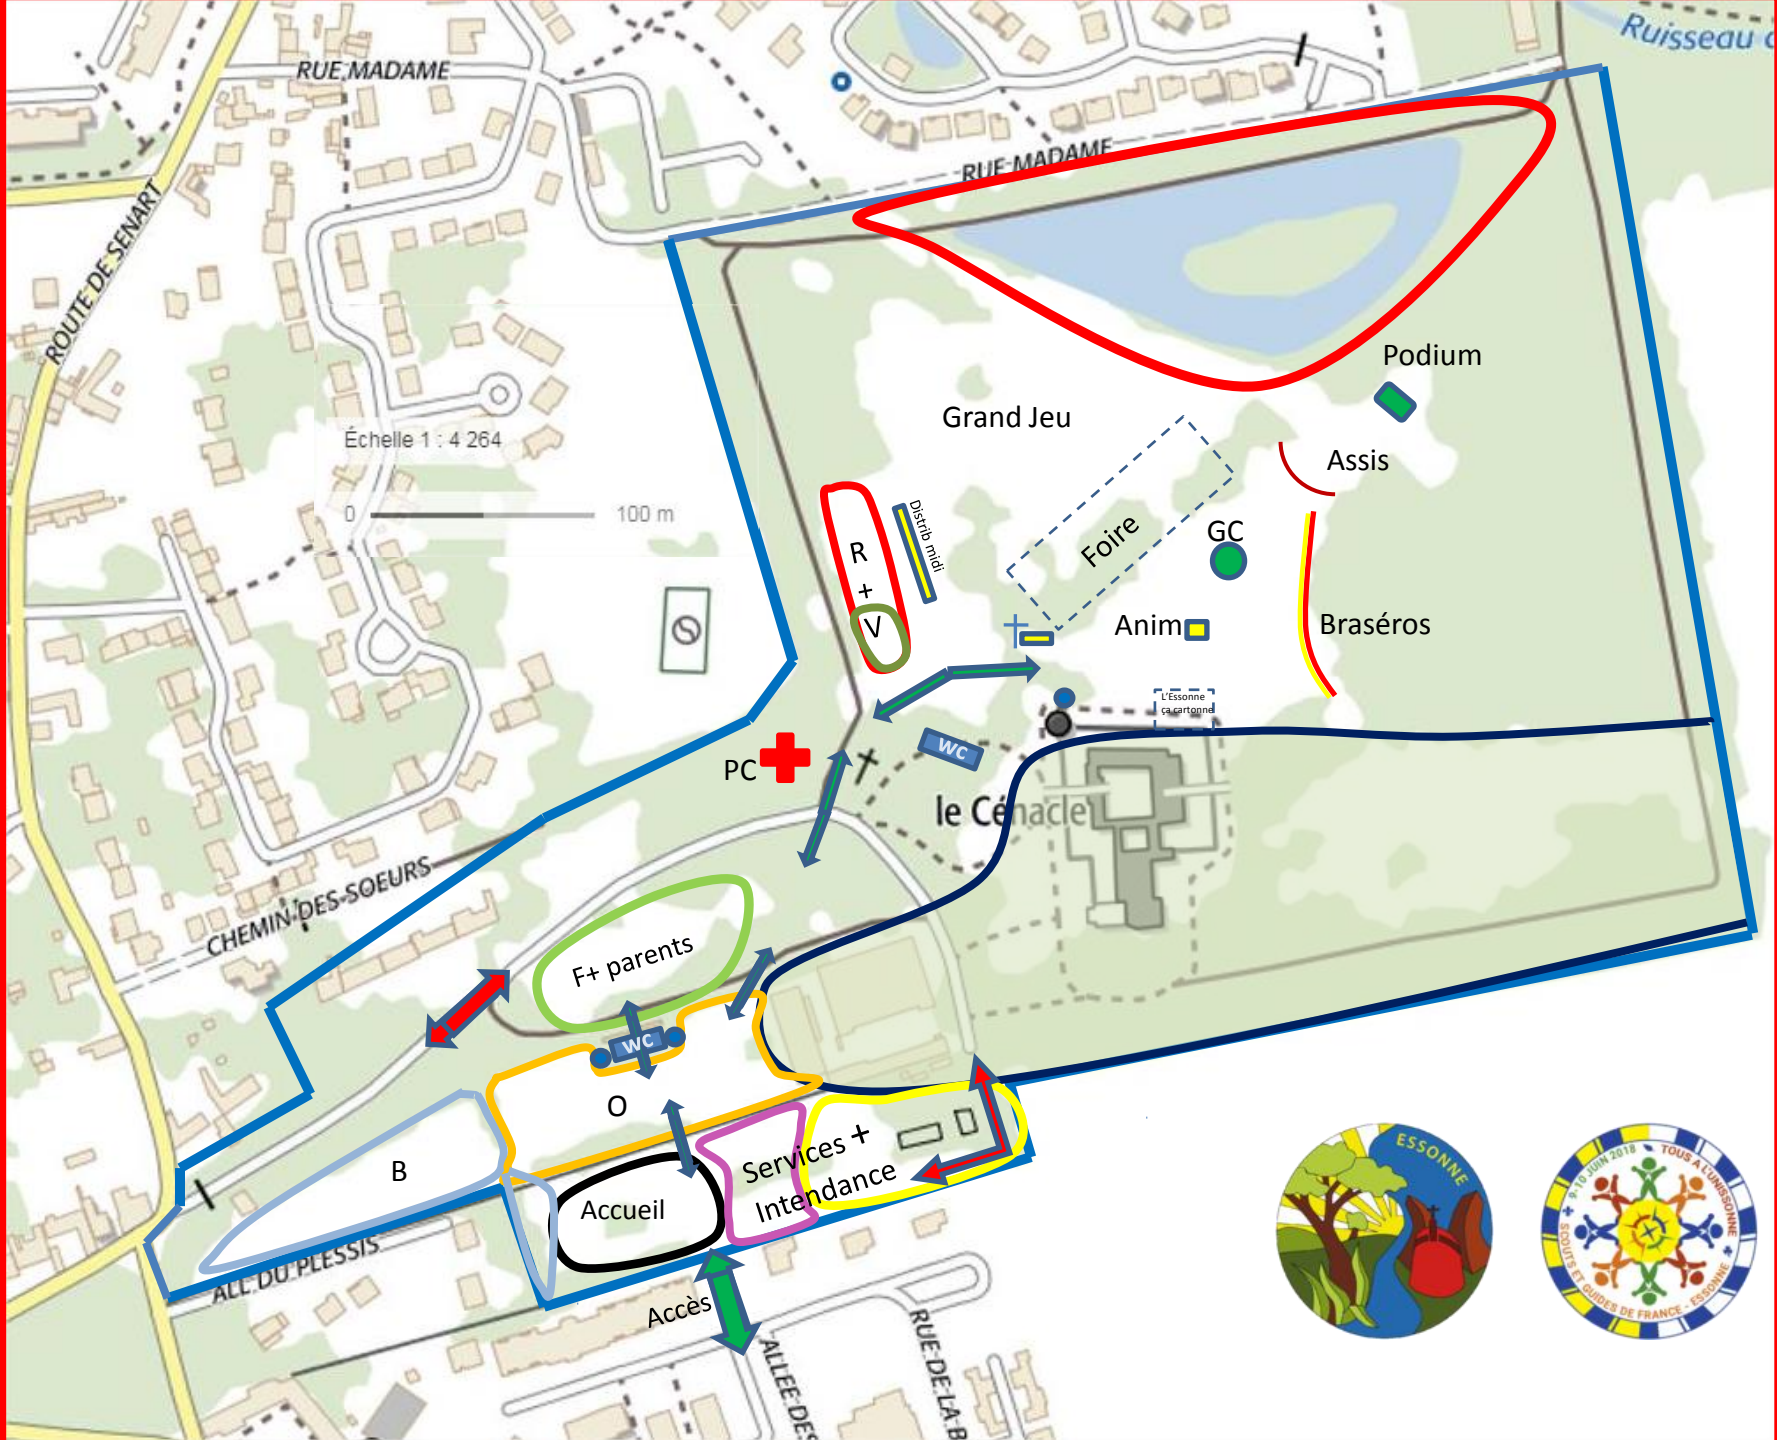 Ruisseau d
RUE MADAME
RUE MADAME
ROUTE DE SENART
Podium
Grand Jeu
Échelle 1 : 4 264
Assis
0 100 m
Distrib midi
Foire
GC
R
+
V
Anim
Braséros
L'Essonne
ça cartonne
WC
PC
le Cénacle
CHEMIN DES SOEURS
F+ parents
WC
O
B
Services +
Intendance
Accueil
ALL DU PLESSIS
Accès
ALLEE DES
RUE DE LA B
ESSONNE
9-10 JUIN 2018
TOUS A L'UNISSONNE
SCOUTS ET GUIDES DE FRANCE - ESSONNE